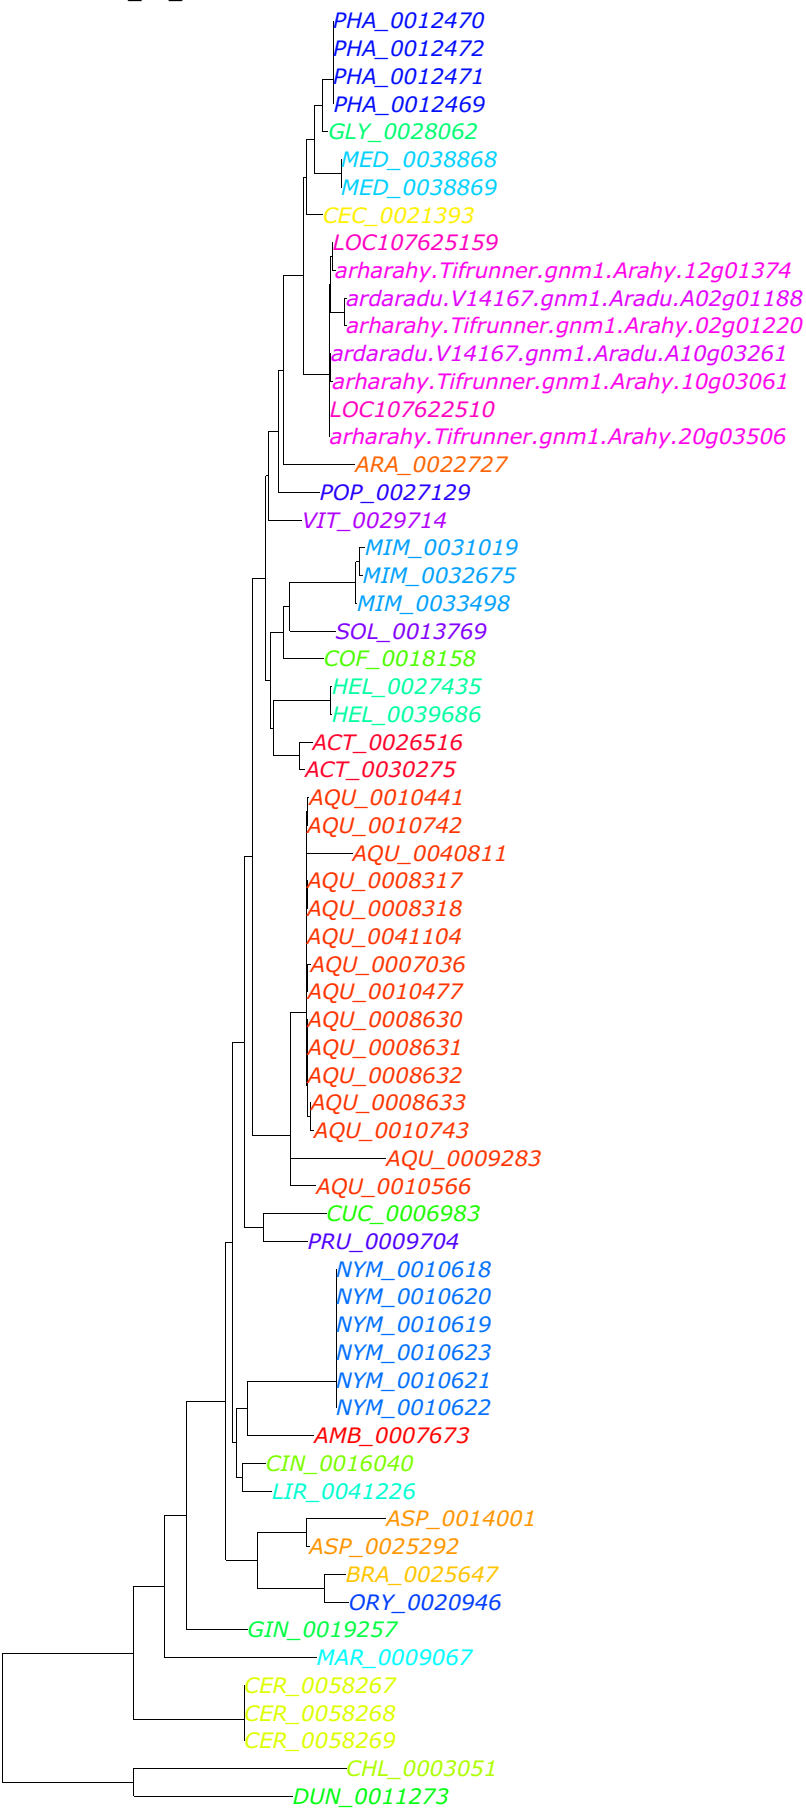 PHA_0012470
PHA_0012472
PHA_0012471
PHA_0012469
GLY_0028062
MED_0038868
MED_0038869
CEC_0021393
LOC107625159
arharahy.Tifrunner.gnm1.Arahy.12g01374
ardaradu.V14167.gnm1.Aradu.A02g01188
arharahy.Tifrunner.gnm1.Arahy.02g01220
ardaradu.V14167.gnm1.Aradu.A10g03261
arharahy.Tifrunner.gnm1.Arahy.10g03061
LOC107622510
arharahy.Tifrunner.gnm1.Arahy.20g03506
ARA_0022727
POP_0027129
VIT_0029714
MIM_0031019
MIM_0032675
MIM_0033498
SOL_0013769
COF_0018158
HEL_0027435
HEL_0039686
ACT_0026516
ACT_0030275
AQU_0010441
AQU_0010742
AQU_0040811
AQU_0008317
AQU_0008318
AQU_0041104
AQU_0007036
AQU_0010477
AQU_0008630
AQU_0008631
AQU_0008632
AQU_0008633
AQU_0010743
AQU_0009283
AQU_0010566
CUC_0006983
PRU_0009704
NYM_0010618
NYM_0010620
NYM_0010619
NYM_0010623
NYM_0010621
NYM_0010622
AMB_0007673
CIN_0016040
LIR_0041226
ASP_0014001
ASP_0025292
BRA_0025647
ORY_0020946
GIN_0019257
MAR_0009067
CER_0058267
CER_0058268
CER_0058269
CHL_0003051
DUN_0011273